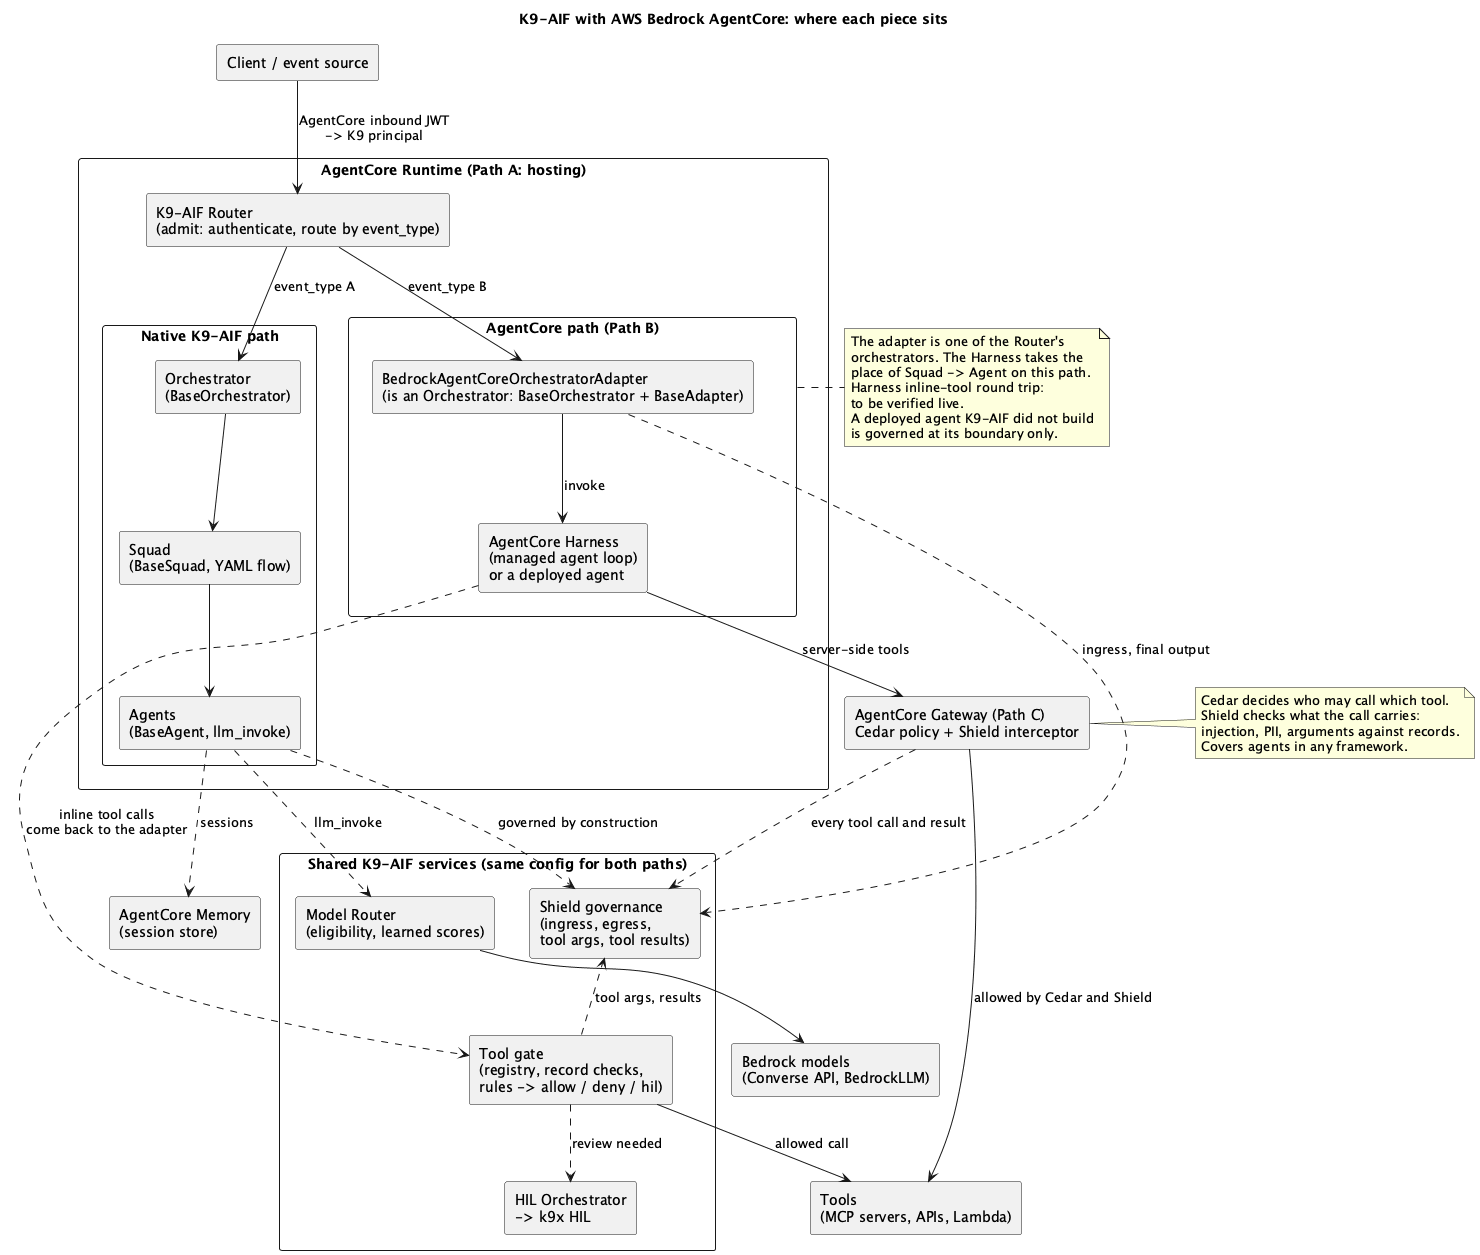 K9-AIF with AWS Bedrock AgentCore: where each piece sits
Client / event source
AgentCore inbound JWT
-> K9 principal
AgentCore Runtime (Path A: hosting)
K9-AIF Router
(admit: authenticate, route by event_type)
event_type A
event_type B
Native K9-AIF path
Orchestrator
(BaseOrchestrator)
Squad
(BaseSquad, YAML flow)
Agents
(BaseAgent, llm_invoke)
AgentCore path (Path B)
BedrockAgentCoreOrchestratorAdapter
(is an Orchestrator: BaseOrchestrator + BaseAdapter)
invoke
AgentCore Harness
(managed agent loop)
or a deployed agent
The adapter is one of the Router's
orchestrators. The Harness takes the
place of Squad -> Agent on this path.
Harness inline-tool round trip:
to be verified live.
A deployed agent K9-AIF did not build
is governed at its boundary only.
server-side tools
ingress, final output
AgentCore Gateway (Path C)
Cedar policy + Shield interceptor
Cedar decides who may call which tool.
Shield checks what the call carries:
injection, PII, arguments against records.
Covers agents in any framework.
inline tool calls
come back to the adapter
sessions
llm_invoke
governed by construction
every tool call and result
AgentCore Memory
(session store)
Shared K9-AIF services (same config for both paths)
Model Router
(eligibility, learned scores)
Shield governance
(ingress, egress,
tool args, tool results)
tool args, results
allowed by Cedar and Shield
Tool gate
(registry, record checks,
rules -> allow / deny / hil)
Bedrock models
(Converse API, BedrockLLM)
review needed
allowed call
HIL Orchestrator
-> k9x HIL
Tools
(MCP servers, APIs, Lambda)